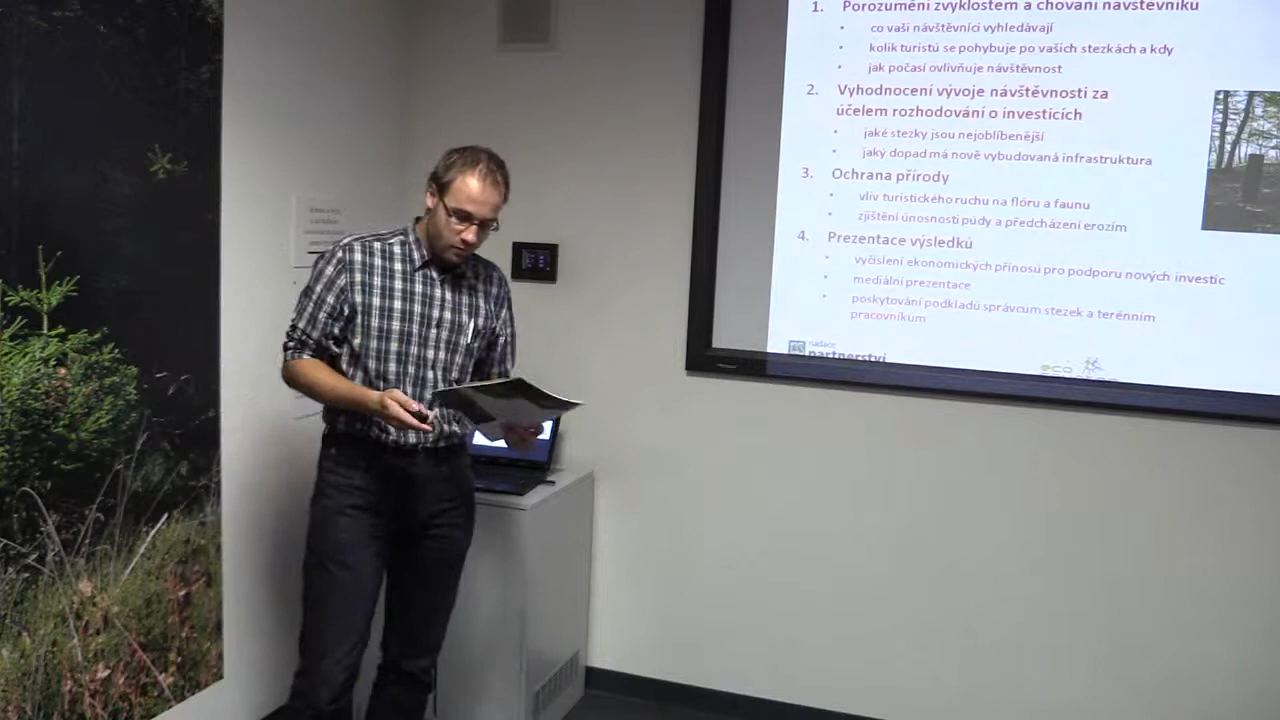 1. Porozumění zvyklostem a chování návštěvníků
• co vaši návštěvníci vyhledávají
• kolik turistů se pohybuje po vašich stezkách a kdy
• jak počasí ovlivňuje návštěvnost
2. Vyhodnocení vývoje návštěvnosti za
účelem rozhodování o investicích
• jaké stezky jsou nejoblíbenější
• jaký dopad má nově vybudovaná infrastruktura
3. Ochrana přírody
• vliv turistického ruchu na flóru a faunu
• zjištění únosnosti půdy a předcházení erozím
4. Prezentace výsledků
• vyčíslení ekonomických přínosů pro podporu nových investic
• mediální prezentace
• poskytování podkladů správcům stezek a terénním
pracovníkům
nadace
partnerství
eco